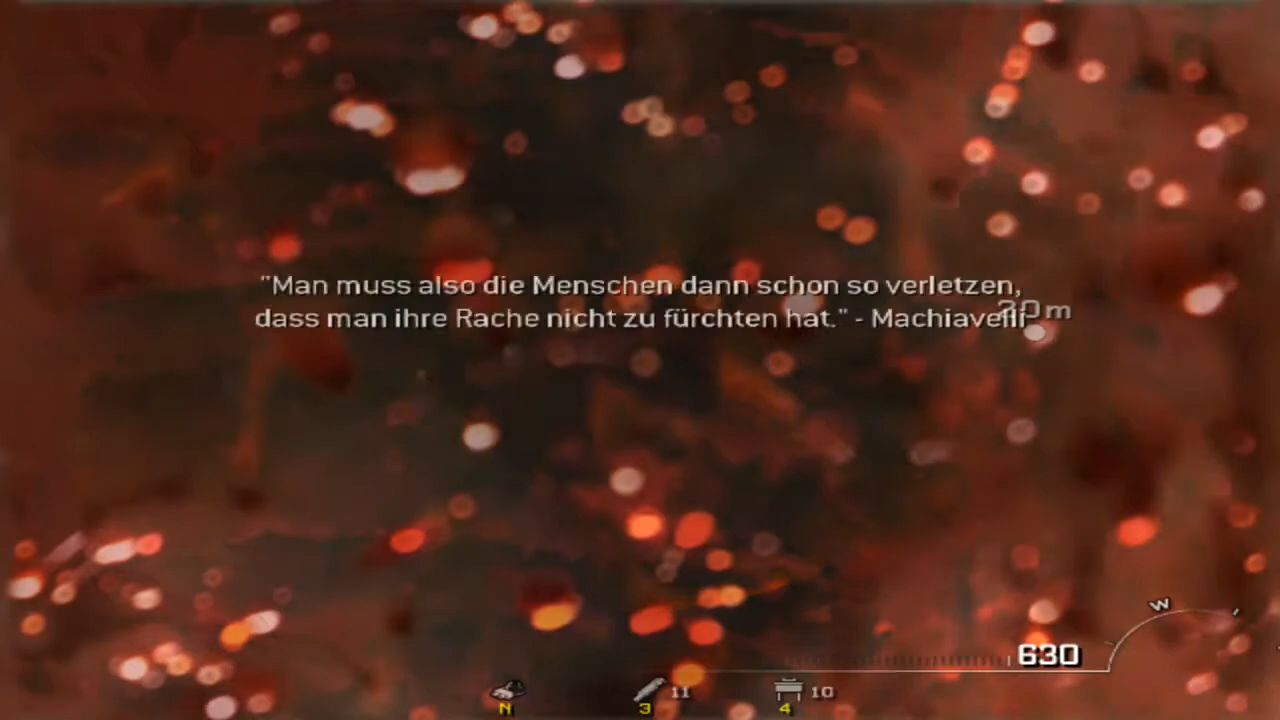 "Man muss also die Menschen dann schon so verletzen,
dass man ihre Rache nicht zu fürchten hat." - Machiavelli
20m
W
630
11
10
N
3
4